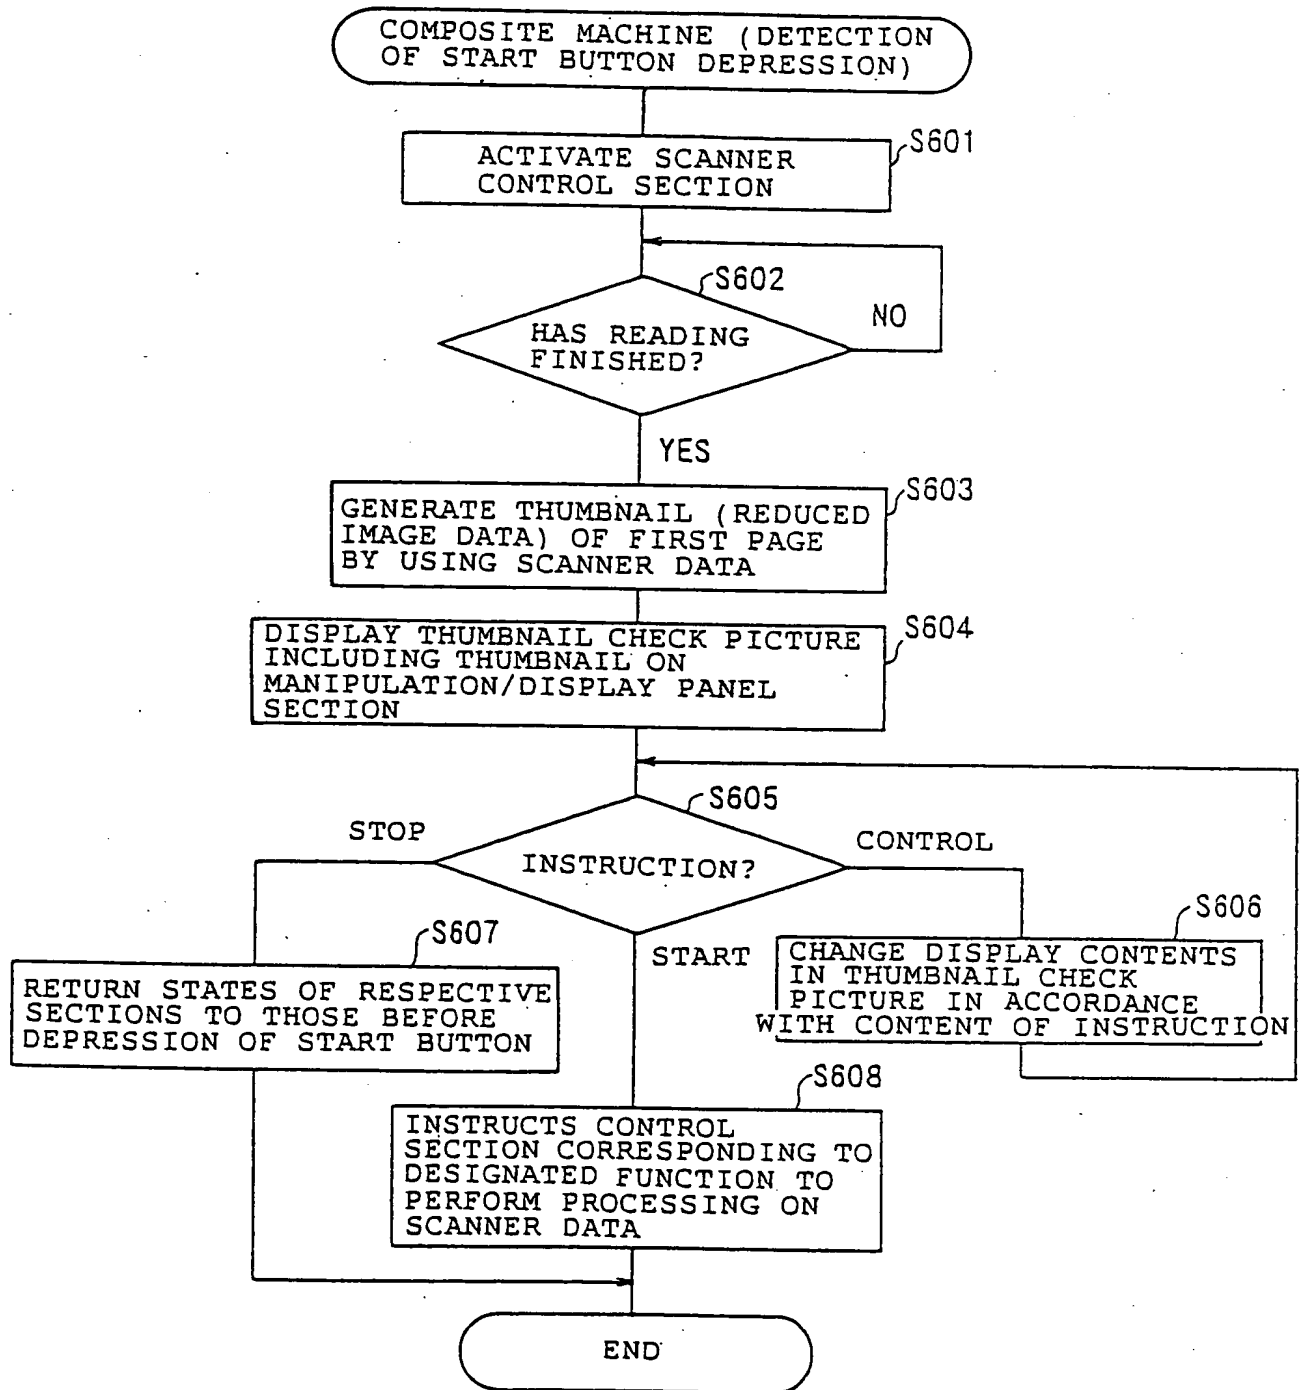 COMPOSITE MACHINE (DETECTION
OF START BUTTON DEPRESSION)
S601
ACTIVATE SCANNER
CONTROL SECTION
S602
HAS READING
FINISHED?
NO
YES
S603
GENERATE THUMBNAIL (REDUCED
IMAGE DATA) OF FIRST PAGE
BY USING SCANNER DATA
S604
DISPLAY THUMBNAIL CHECK PICTURE
INCLUDING THUMBNAIL ON
MANIPULATION/DISPLAY PANEL
SECTION
S605
STOP
INSTRUCTION?
CONTROL
START
S607
RETURN STATES OF RESPECTIVE
SECTIONS TO THOSE BEFORE
DEPRESSION OF START BUTTON
S606
CHANGE DISPLAY CONTENTS
IN THUMBNAIL CHECK
PICTURE IN ACCORDANCE
WITH CONTENT OF INSTRUCTION
S608
INSTRUCTS CONTROL
SECTION CORRESPONDING TO
DESIGNATED FUNCTION TO
PERFORM PROCESSING ON
SCANNER DATA
END